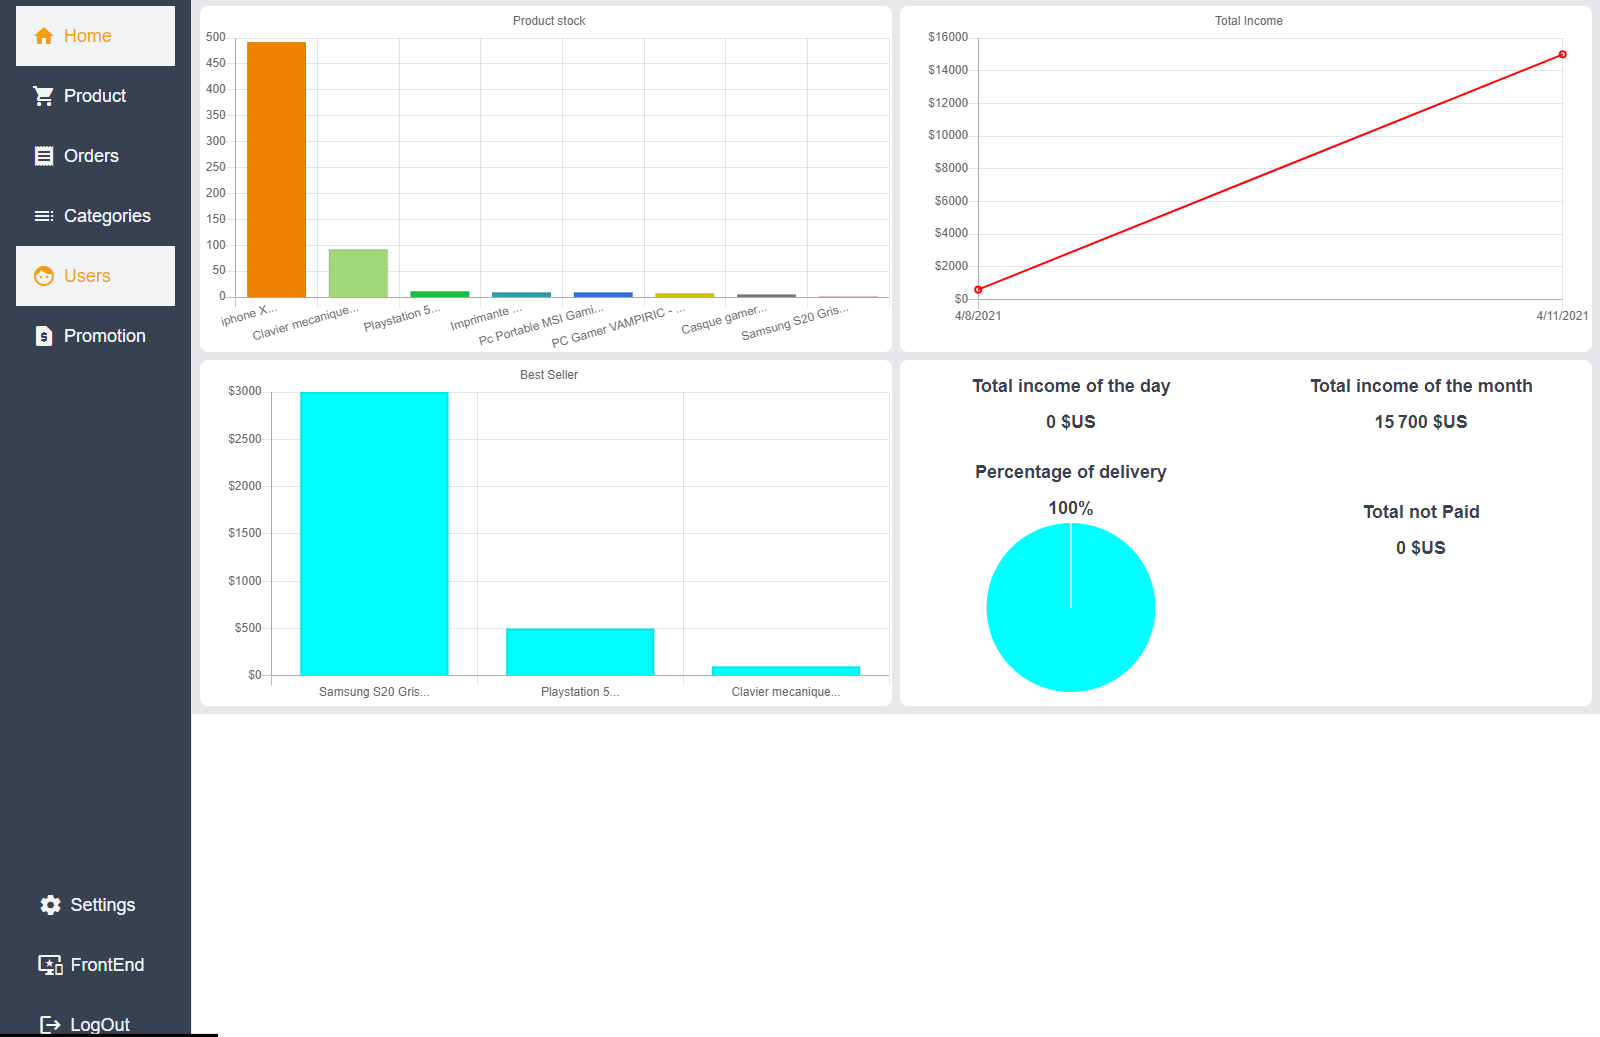 Home
Product
Orders
Categories
Users
Promotion
Settings
FrontEnd
LogOut
Product stock
500
450
400
350
300
250
200
150
100
50
0
iphone X...
Clavier mecanique...
Playstation 5...
Imprimante ...
Pc Portable MSI Gami...
PC Gamer VAMPIRIC - ...
Casque gamer...
Samsung S20 Gris...
Total Income
$16000
$14000
$12000
$10000
$8000
$6000
$4000
$2000
$0
4/8/2021 4/11/2021
Best Seller
$3000
$2500
$2000
$1500
$1000
$500
$0
Samsung S20 Gris... Playstation 5... Clavier mecanique...
Total income of the day
0 $US
Total income of the month
15 700 $US
Percentage of delivery
100%
Total not Paid
0 $US